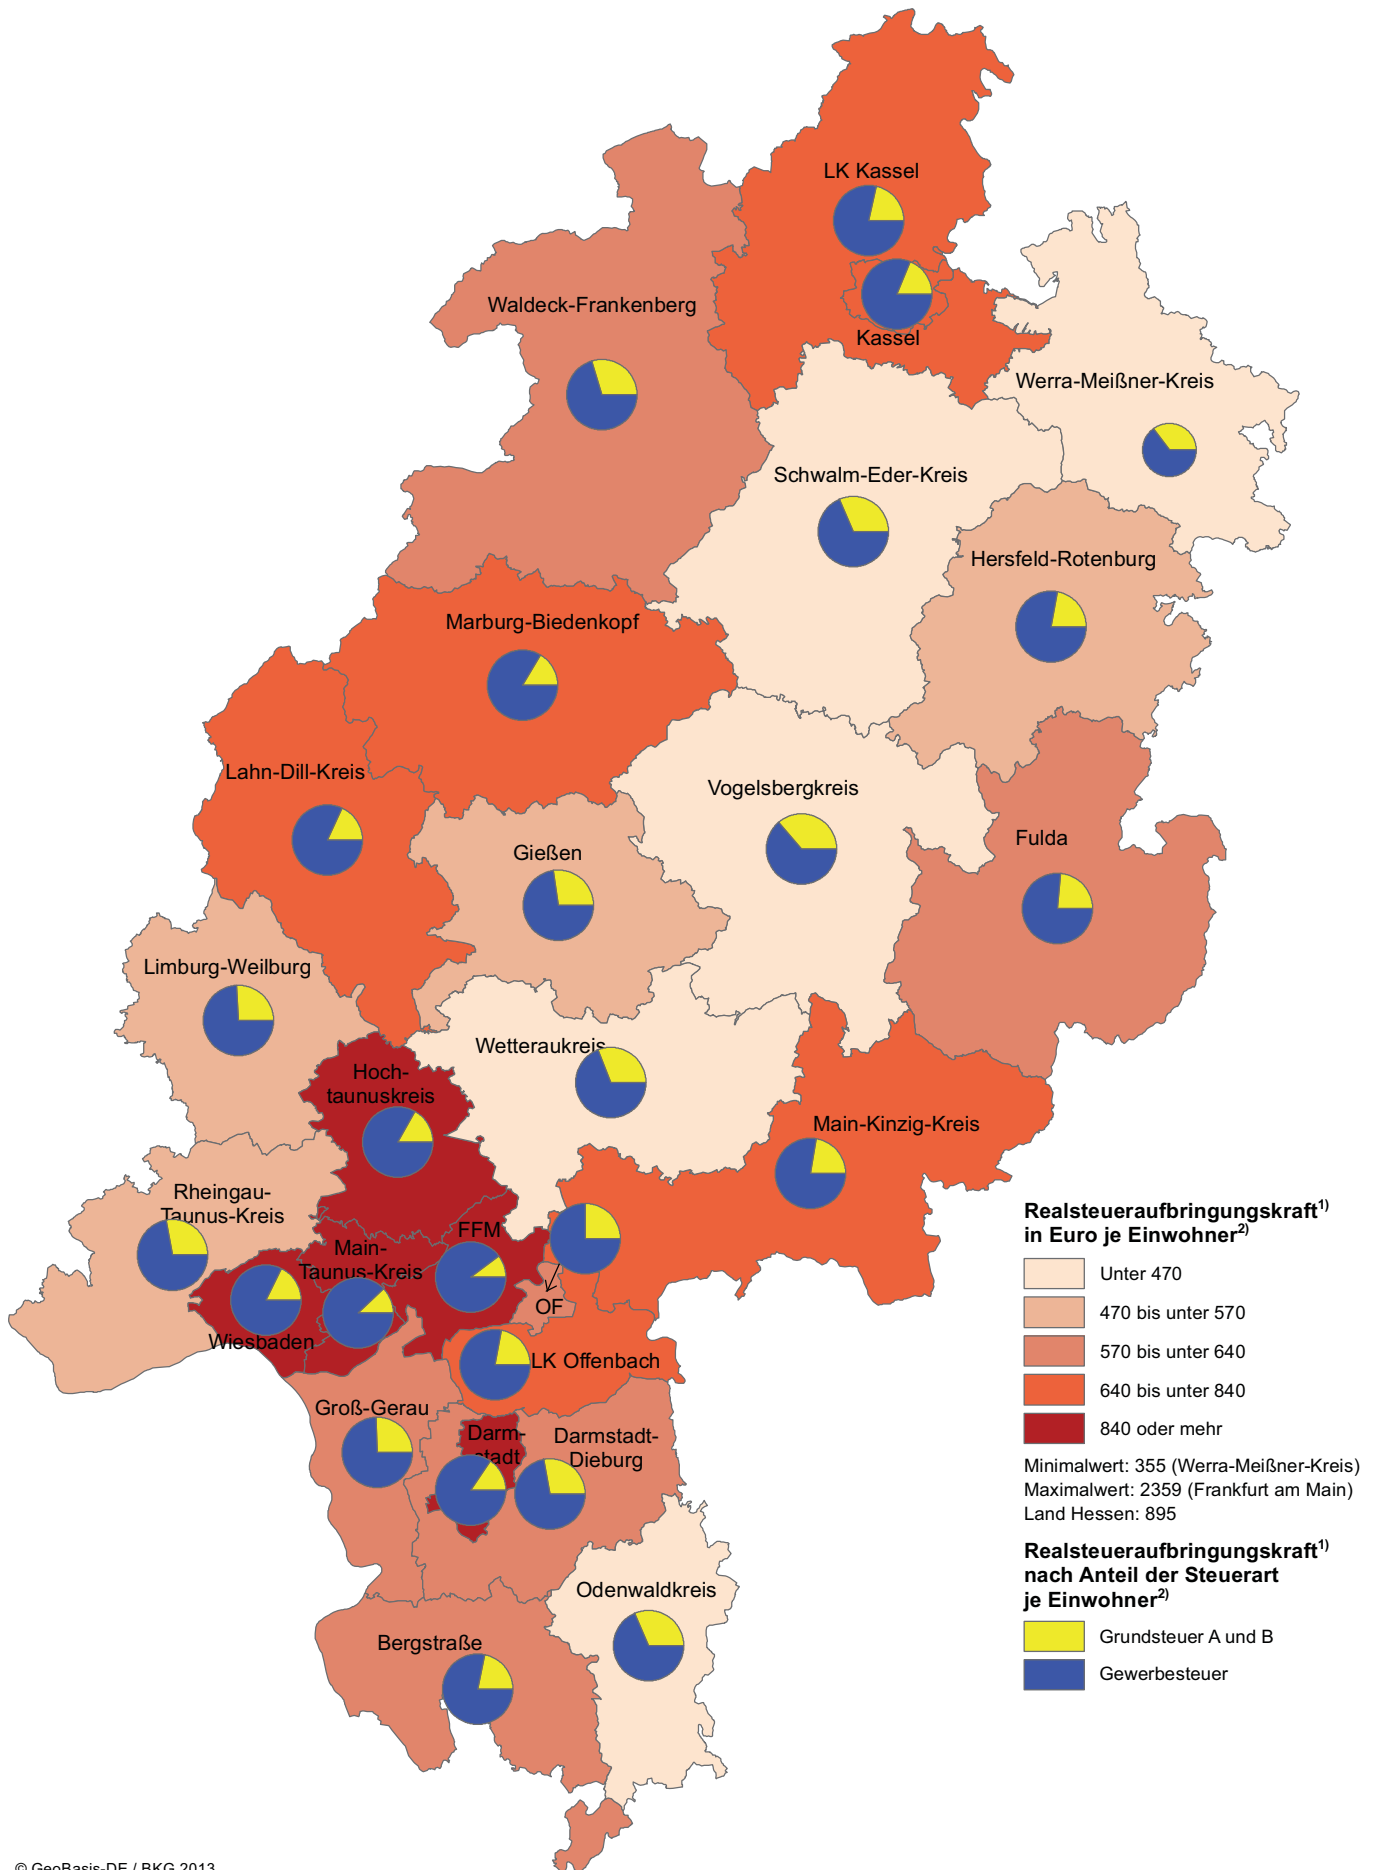 LK Kassel
Waldeck-Frankenberg
Kassel
Werra-Meißner-Kreis
Schwalm-Eder-Kreis
Hersfeld-Rotenburg
Marburg-Biedenkopf
Lahn-Dill-Kreis
Vogelsbergkreis
Fulda
Gießen
Limburg-Weilburg
Wetteraukreis
Hoch-
taunuskreis
Main-Kinzig-Kreis
Rheingau-
Taunus-Kreis
FFM
Main-
Taunus-Kreis
OF
Wiesbaden
LK Offenbach
Groß-Gerau
Darm-
stadt
Darmstadt-
Dieburg
Odenwaldkreis
Bergstraße
Realsteueraufbringungskraft1)
in Euro je Einwohner2)
Unter 470
470 bis unter 570
570 bis unter 640
640 bis unter 840
840 oder mehr
Minimalwert: 355 (Werra-Meißner-Kreis)
Maximalwert: 2359 (Frankfurt am Main)
Land Hessen: 895
Realsteueraufbringungskraft1)
nach Anteil der Steuerart
je Einwohner2)
Grundsteuer A und B
Gewerbesteuer
© GeoBasis-DE / BKG 2013